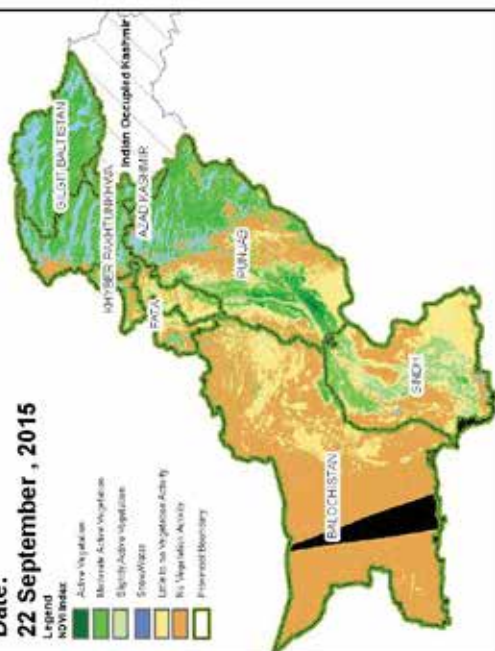 Date:
22 September , 2015
Legend
NDVI Index
Active Vegetation
Moderate Active Vegetation
Slightly Active Vegetation
Snow/Water
Little to no Vegetation Activity
No Vegetation Activity
Provincial Boundary
GILGIT BALTISTAN
Indian Occupied Kashmir
KHYBER PAKHTUNKHWA
AZAD KASHMIR
FATA
PUNJAB
BALOCHISTAN
SINDH